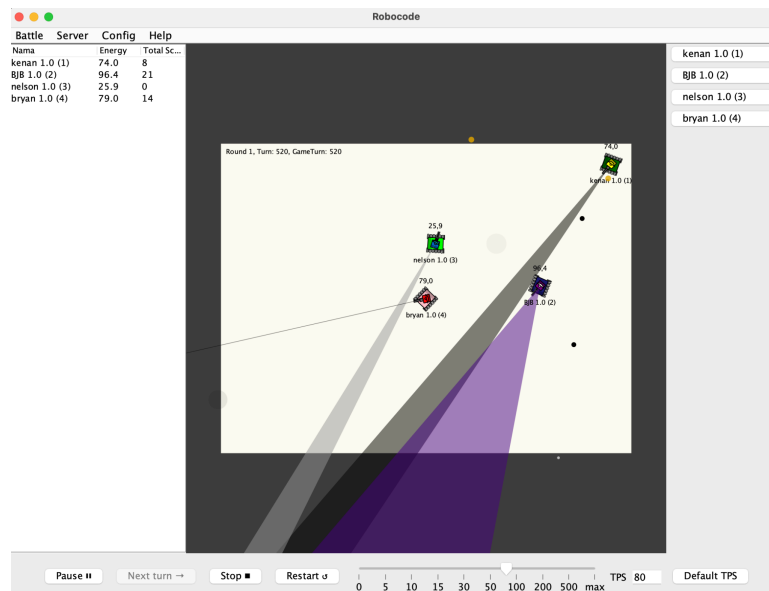 Robocode
Battle Server Config Help
Nama Energy Total Sc...
kenan 1.0 (1) 74.0 8
BJB 1.0 (2) 96.4 21
nelson 1.0 (3) 25.9 0
bryan 1.0 (4) 79.0 14
kenan 1.0 (1)
BJB 1.0 (2)
nelson 1.0 (3)
bryan 1.0 (4)
Round 1, Turn: 520, GameTurn: 520
74,0
kenan 1.0 (1)
25,9
nelson 1.0 (3)
96,4
BJB 1.0 (2)
79,0
bryan 1.0 (4)
Pause Next turn → Stop ■ Restart ↺
0 5 10 15 30 50 100 200 500 max
TPS 80
Default TPS